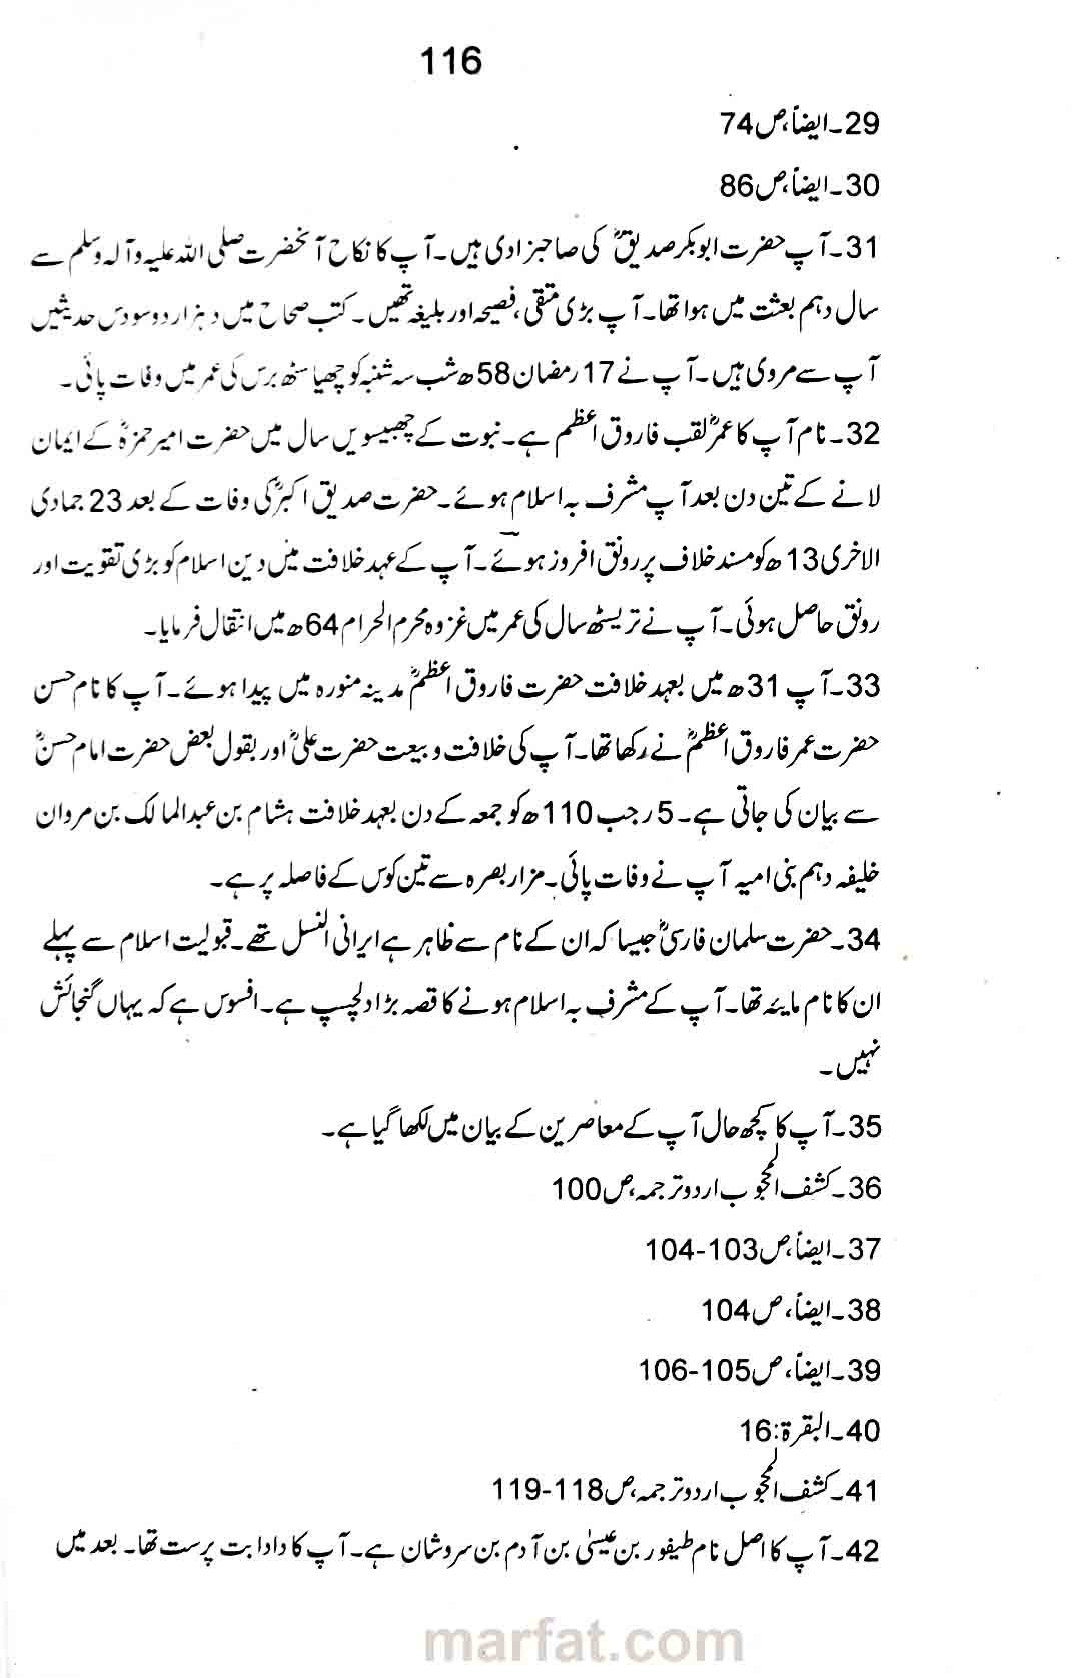 116
29۔ایضاً،ص74
30۔ایضاً،ص86
31۔آپ حضرت ابوبکر صدیقؓ کی صاحبزادی ہیں۔آپ کا نکاح آنحضرت صلی اللہ علیہ وآلہ وسلم سے
سال دہم بعثت میں ہوا تھا۔آپ بڑی متقی،فصیحہ اور بلیغہ تھیں۔کتب صحاح میں دہزار دوسو دس حدیثیں
آپ سے مروی ہیں۔آپ نے 17رمضان 58ھ شب سہ شنبہ کو چھیاسٹھ برس کی عمر میں وفات پائی۔
32۔نام آپ کا عمرؓ لقب فاروق اعظم ہے۔نبوت کے چھبیسویں سال میں حضرت امیر حمزہؓ کے ایمان
لانے کے تین دن بعد آپ مشرف بہ اسلام ہوئے۔حضرت صدیق اکبرؓ کی وفات کے بعد 23 جمادی
الاخری 13ھ کو مسند خلاف پر رونق افروز ہوئے۔آپ کے عہد خلافت میں دین اسلام کو بڑی تقویت اور
رونق حاصل ہوئی۔آپ نے تریسٹھ سال کی عمر میں غزوہ محرم الحرام 64ھ میں انتقال فرمایا۔
33۔آپ 31ھ میں بعہد خلافت حضرت فاروق اعظمؓ مدینہ منورہ میں پیدا ہوئے۔آپ کا نام حسن
حضرت عمر فاروق اعظمؓ نے رکھا تھا۔آپ کی خلافت و بیعت حضرت علیؓ اور بقول بعض حضرت امام حسنؓ
سے بیان کی جاتی ہے۔5رجب 110ھ کو جمعہ کے دن بعہد خلافت ہشام بن عبدالمالک بن مروان
خلیفہ دہم بنی امیہ آپ نے وفات پائی۔مزار بصرہ سے تین کوس کے فاصلہ پر ہے۔
34۔حضرت سلمان فارسیؓ جیسا کہ ان کے نام سے ظاہر ہے ایرانی النسل تھے۔قبولیت اسلام سے پہلے
ان کا نام مایئہ تھا۔آپ کے مشرف بہ اسلام ہونے کا قصہ بڑا دلچسپ ہے۔افسوس ہے کہ یہاں گنجائش
نہیں۔
35۔آپ کا کچھ حال آپ کے معاصرین کے بیان میں لکھا گیا ہے۔
36۔کشف المحجوب اردو ترجمہ،ص100
37۔ایضاً،ص103-104
38۔ایضاً،ص104
39۔ایضاً،ص105-106
40۔البقرۃ:16
41۔کشف المحجوب اردو ترجمہ،ص118-119
42۔آپ کا اصل نام طیفور بن عیسیٰ بن آدم بن سروشان ہے۔آپ کا دادا بت پرست تھا۔بعد میں
marfat.com